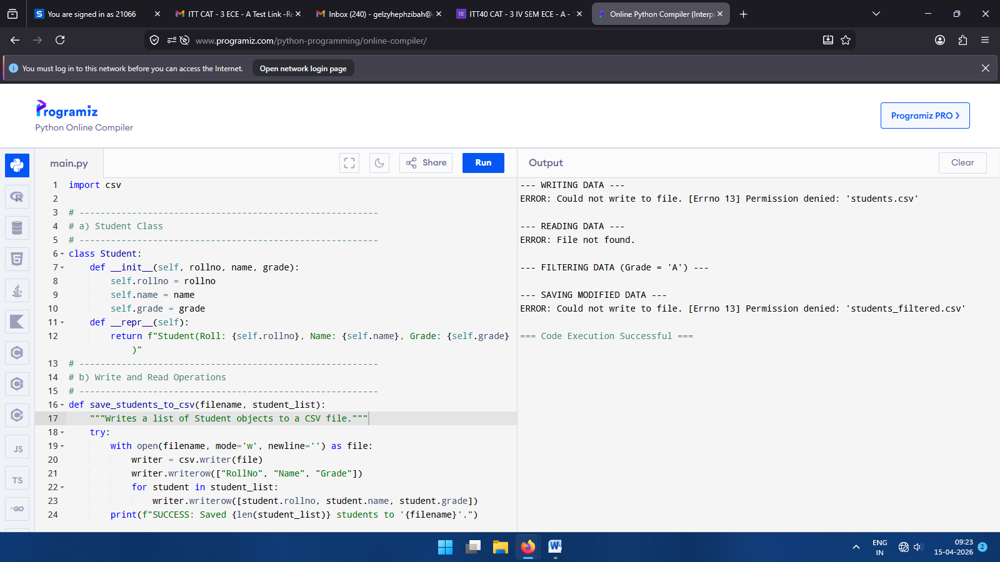 You are signed in as 21066
ITT CAT - 3 ECE - A Test Link - Re
Inbox (240) - gelzyhephzibah@g
ITT40 CAT - 3 IV SEM ECE - A -
Online Python Compiler (Interp
www.programiz.com/python-programming/online-compiler/
You must log in to this network before you can access the Internet.
Open network login page
Programiz
Python Online Compiler
Programiz PRO
main.py
Share
Run
Output
Clear
1 import csv
2
3 # ---------------------------------------------------------
4 # a) Student Class
5 # ---------------------------------------------------------
6 class Student:
7     def __init__(self, rollno, name, grade):
8         self.rollno = rollno
9         self.name = name
10         self.grade = grade
11     def __repr__(self):
12         return f"Student(Roll: {self.rollno}, Name: {self.name}, Grade: {self.grade}
)"
13 # ---------------------------------------------------------
14 # b) Write and Read Operations
15 # ---------------------------------------------------------
16 def save_students_to_csv(filename, student_list):
17     """Writes a list of Student objects to a CSV file."""
18     try:
19         with open(filename, mode='w', newline='') as file:
20             writer = csv.writer(file)
21             writer.writerow(["RollNo", "Name", "Grade"])
22             for student in student_list:
23                 writer.writerow([student.rollno, student.name, student.grade])
24         print(f"SUCCESS: Saved {len(student_list)} students to '{filename}'.")
--- WRITING DATA ---
ERROR: Could not write to file. [Errno 13] Permission denied: 'students.csv'
--- READING DATA ---
ERROR: File not found.
--- FILTERING DATA (Grade = 'A') ---
--- SAVING MODIFIED DATA ---
ERROR: Could not write to file. [Errno 13] Permission denied: 'students_filtered.csv'
=== Code Execution Successful ===
JS
TS
GO
ENG
IN
09:23
15-04-2026
2